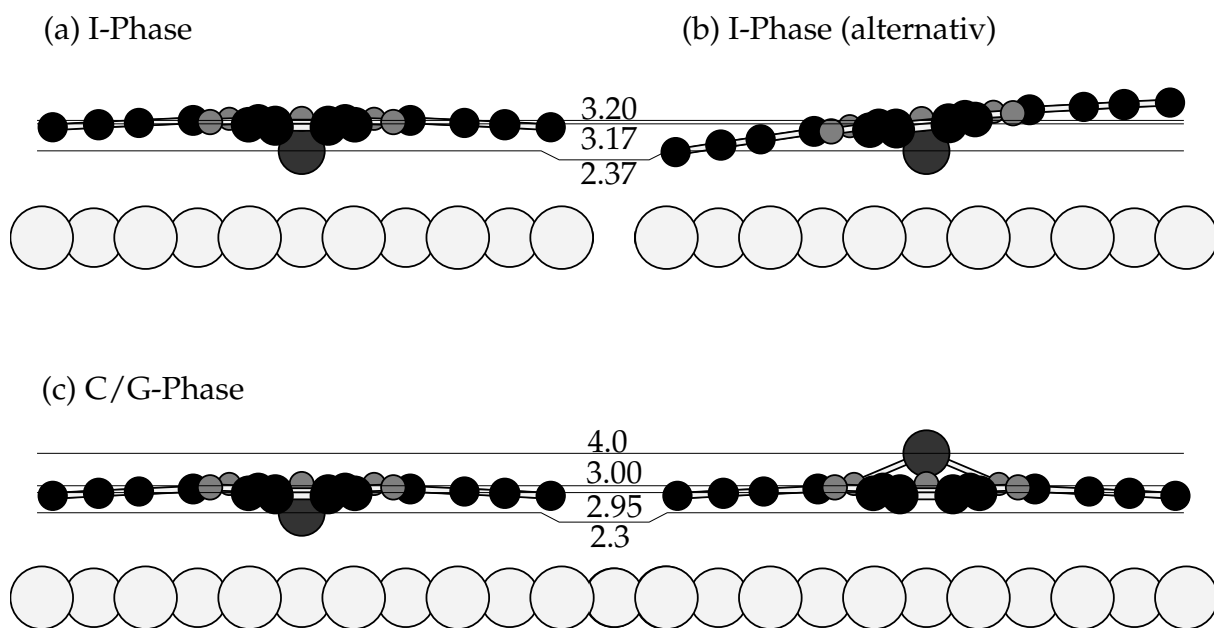 (a) I-Phase
(b) I-Phase (alternativ)
3.20
3.17
2.37
(c) C/G-Phase
4.0
3.00
2.95
2.3